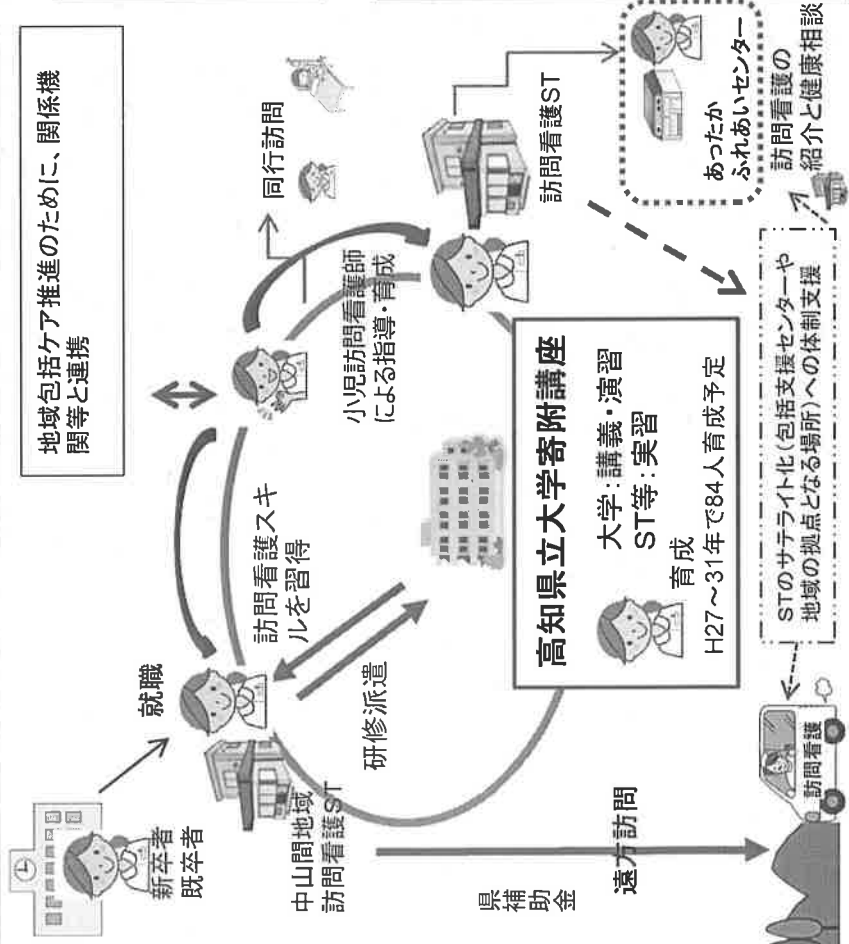 地域包括ケア推進のために、関係機
関等と連携
新卒者
既卒者
就職
中山間地域
訪問看護ST
訪問看護スキ
ルを習得
研修派遣
小児訪問看護師
による指導・育成
同行訪問
訪問看護ST
高知県立大学寄附講座
大学:講義・演習
ST等:実習
育成
H27～31年で84人育成予定
あったか
ふれあいセンター
県補助金
遠方訪問
訪問看護
STのサテライト化(包括支援センターや
地域の拠点となる場所)への体制支援
訪問看護の
紹介と健康相談